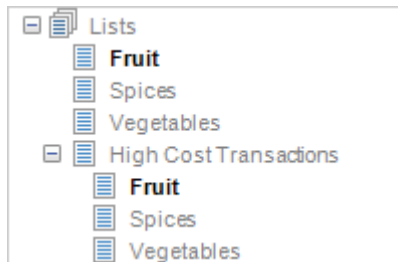 Lists
Fruit
Spices
Vegetables
High Cost Transactions
Fruit
Spices
Vegetables